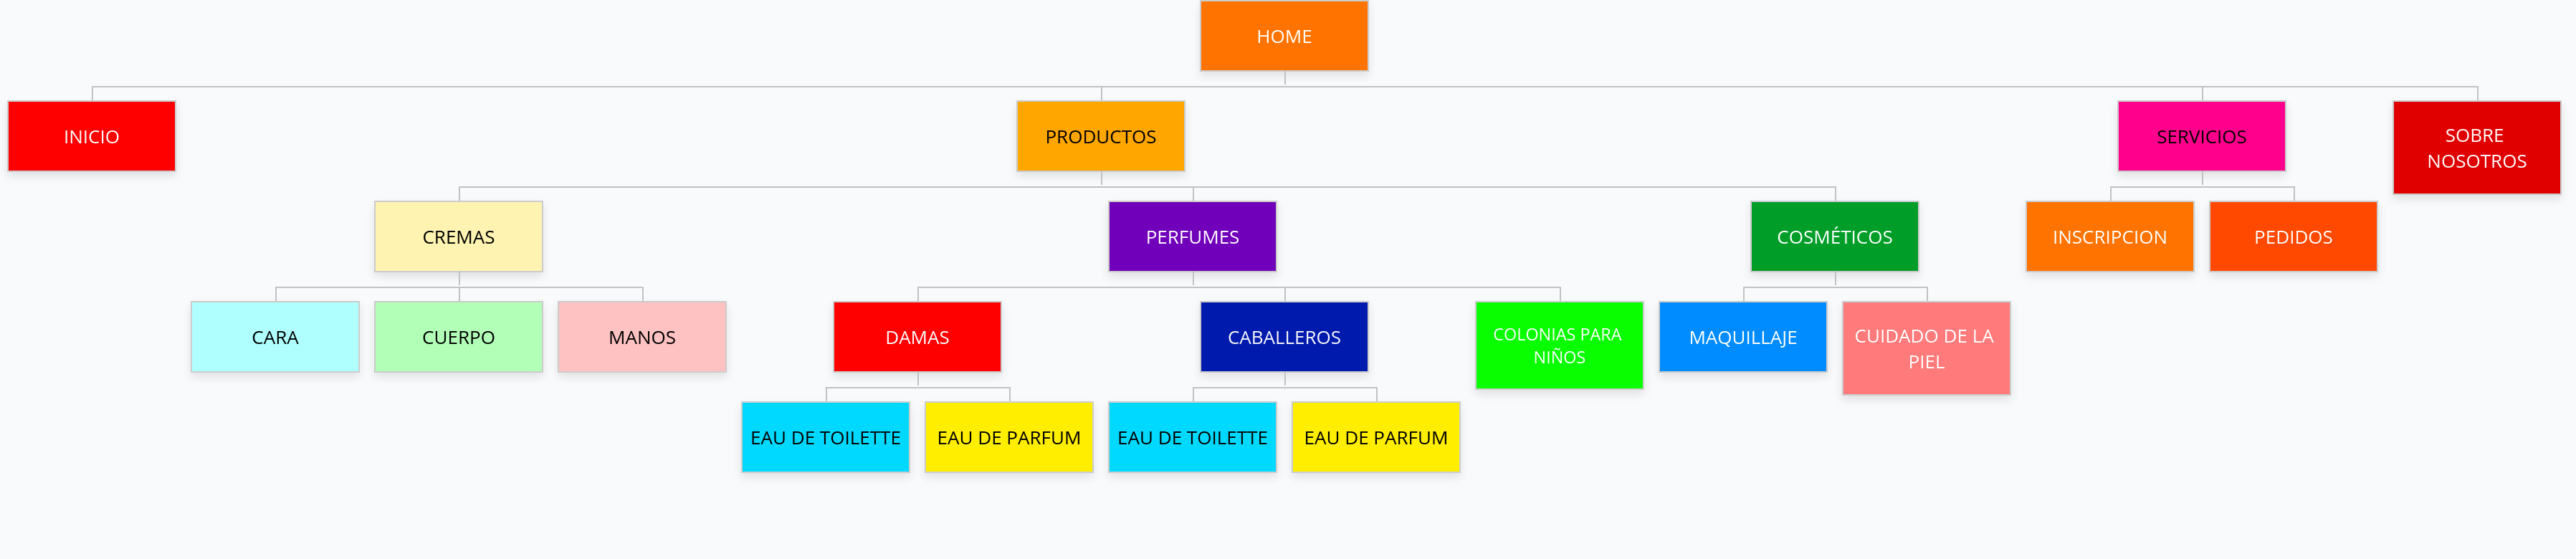 HOME
INICIO
PRODUCTOS
SERVICIOS
SOBRE
NOSOTROS
CREMAS
PERFUMES
COSMÉTICOS
INSCRIPCION
PEDIDOS
CARA
CUERPO
MANOS
DAMAS
CABALLEROS
COLONIAS PARA
NIÑOS
MAQUILLAJE
CUIDADO DE LA
PIEL
EAU DE TOILETTE
EAU DE PARFUM
EAU DE TOILETTE
EAU DE PARFUM